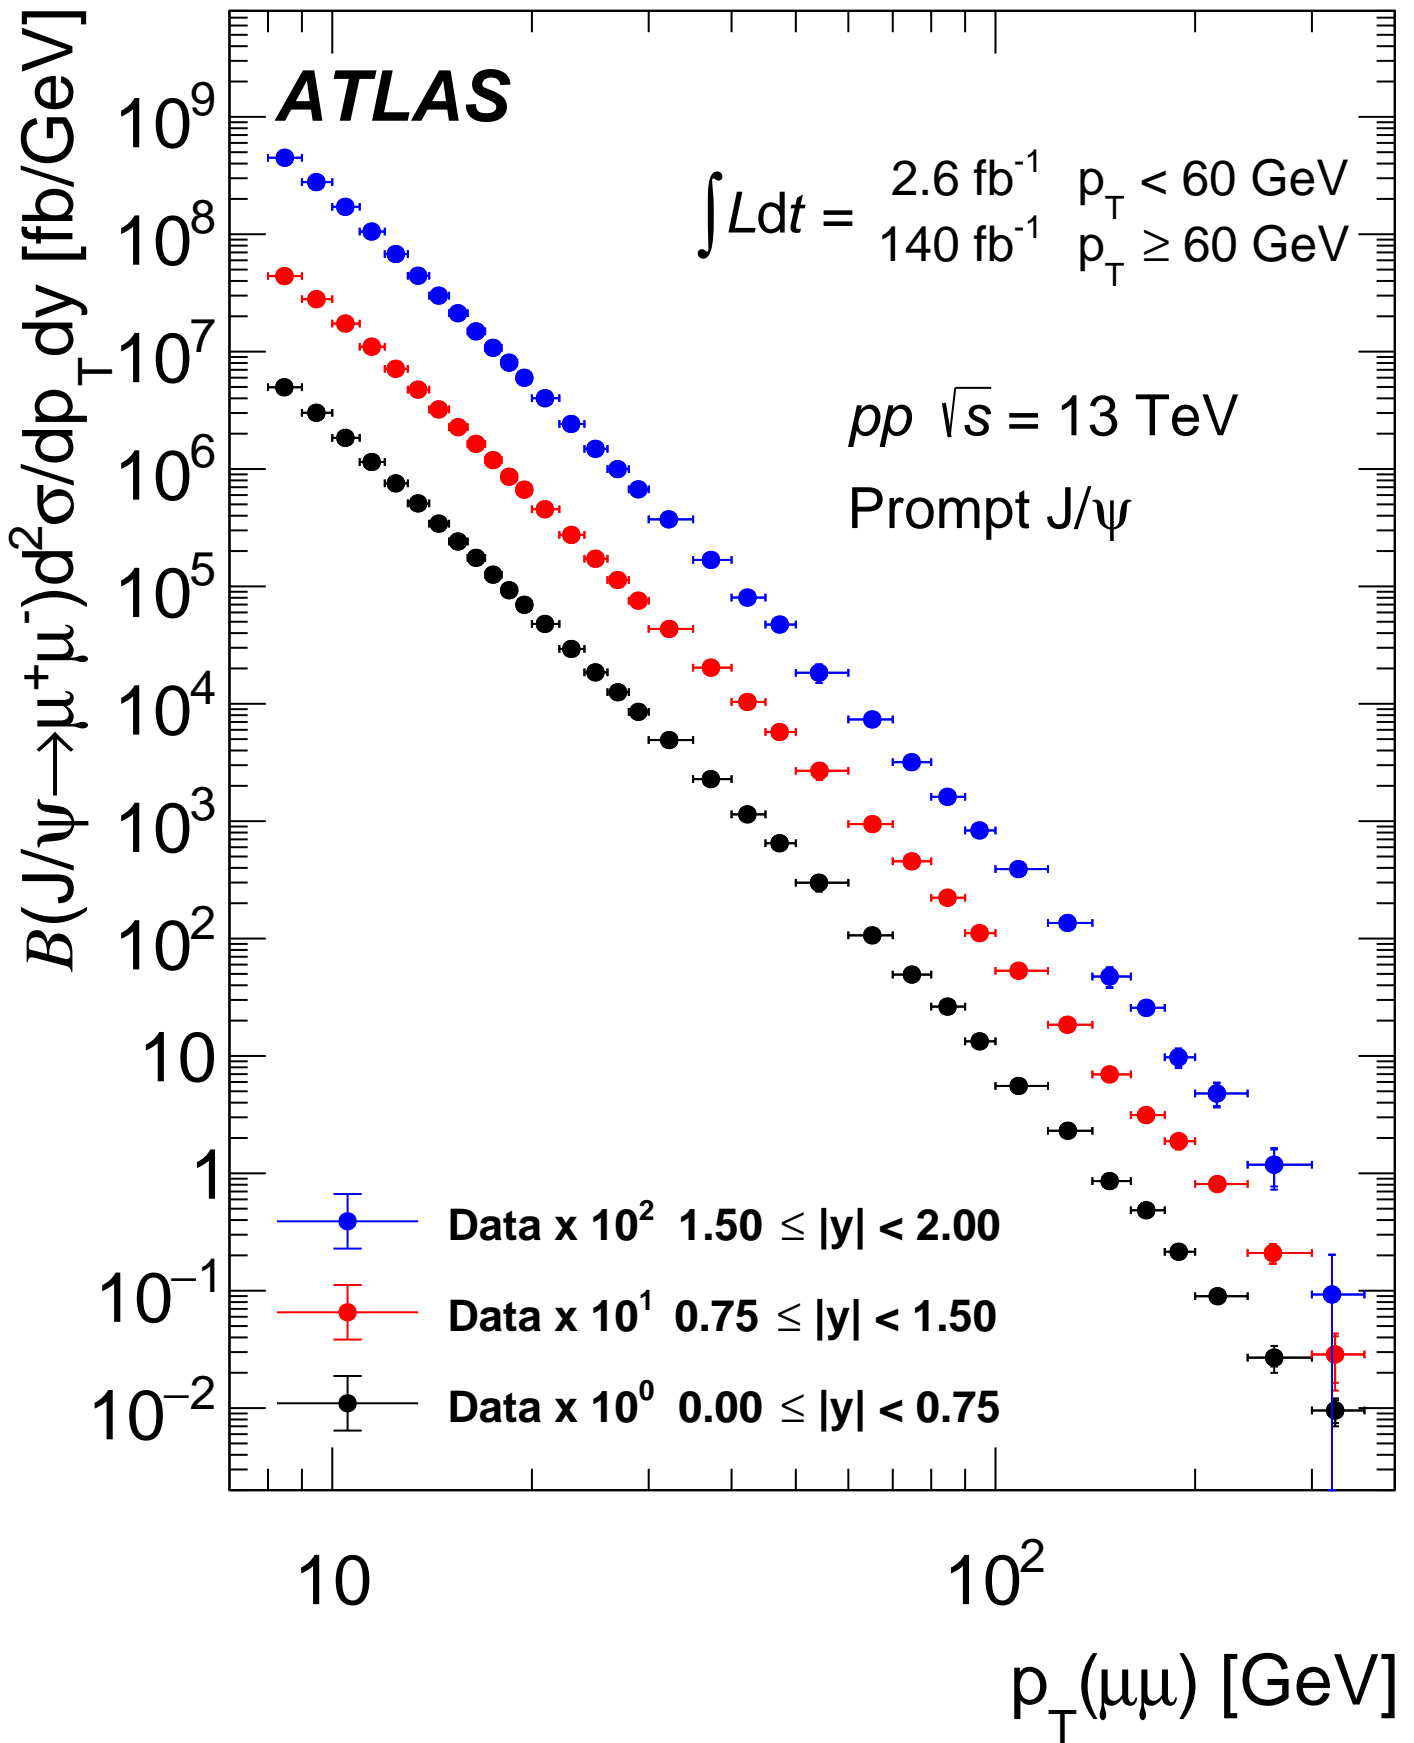 B(J/ψ→μ⁺μ⁻)d²σ/dp_T dy [fb/GeV]
ATLAS
∫Ldt = 2.6 fb⁻¹ p_T < 60 GeV
140 fb⁻¹ p_T ≥ 60 GeV
pp √s = 13 TeV
Prompt J/ψ
10⁹
10⁸
10⁷
10⁶
10⁵
10⁴
10³
10²
10
1
10⁻¹
10⁻²
Data x 10² 1.50 ≤ |y| < 2.00
Data x 10¹ 0.75 ≤ |y| < 1.50
Data x 10⁰ 0.00 ≤ |y| < 0.75
10 10²
p_T(μμ) [GeV]